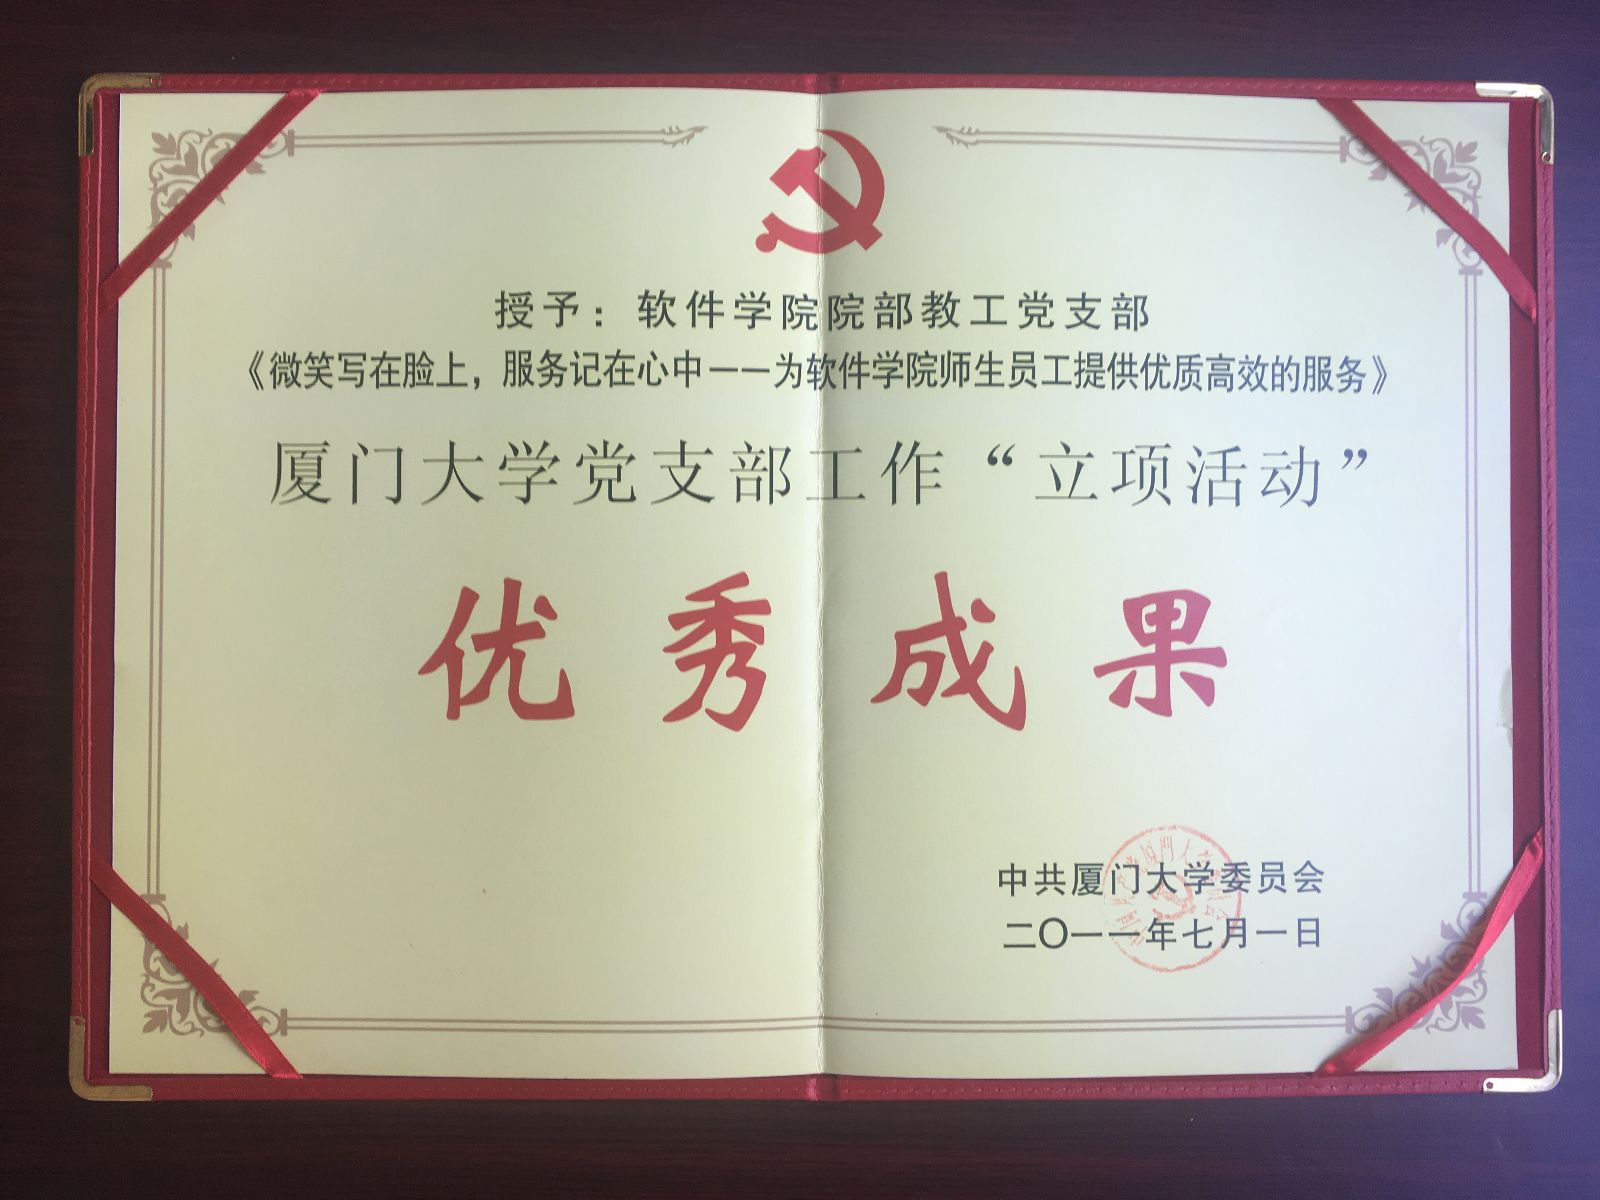 授予：软件学院院部教工党支部
《微笑写在脸上，服务记在心中——为软件学院师生员工提供优质高效的服务》
厦门大学党支部工作“立项活动”
优秀成果
中共厦门大学委员会
二〇一一年七月一日